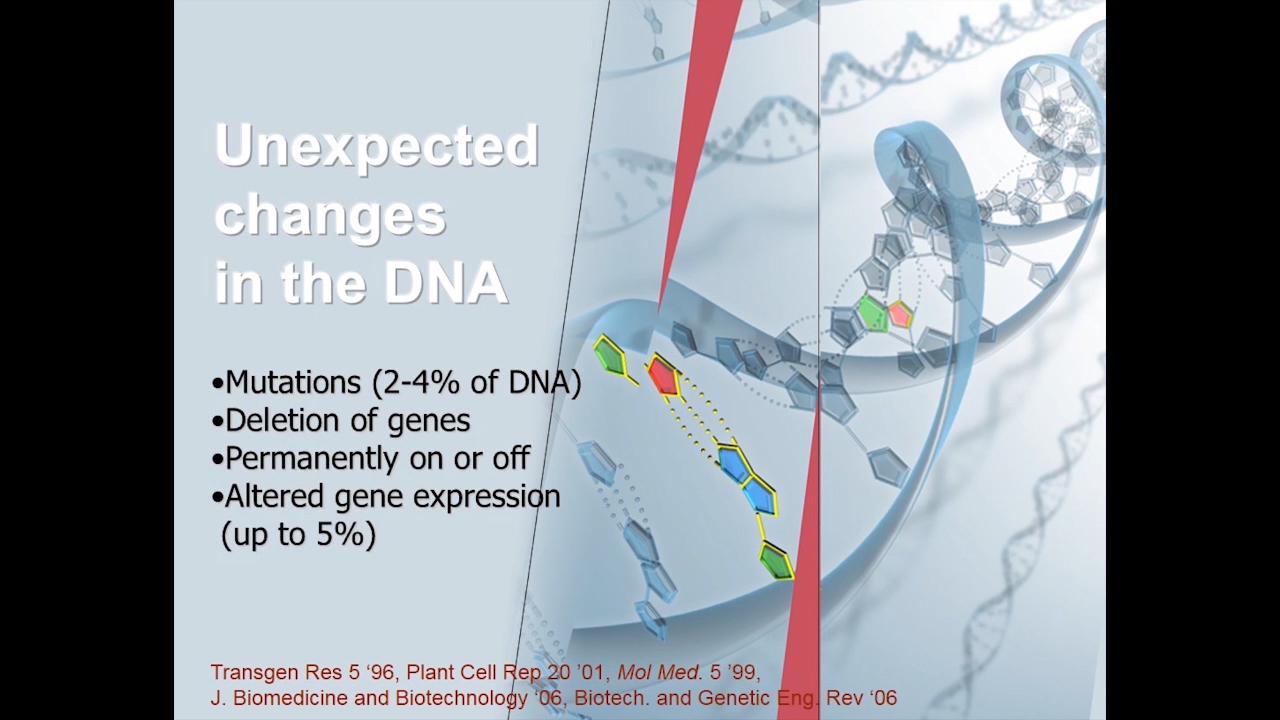 Unexpected
changes
in the DNA
•Mutations (2-4% of DNA)
•Deletion of genes
•Permanently on or off
•Altered gene expression
(up to 5%)
Transgen Res 5 ‘96, Plant Cell Rep 20 ’01, Mol Med. 5 ’99,
J. Biomedicine and Biotechnology ‘06, Biotech. and Genetic Eng. Rev ‘06